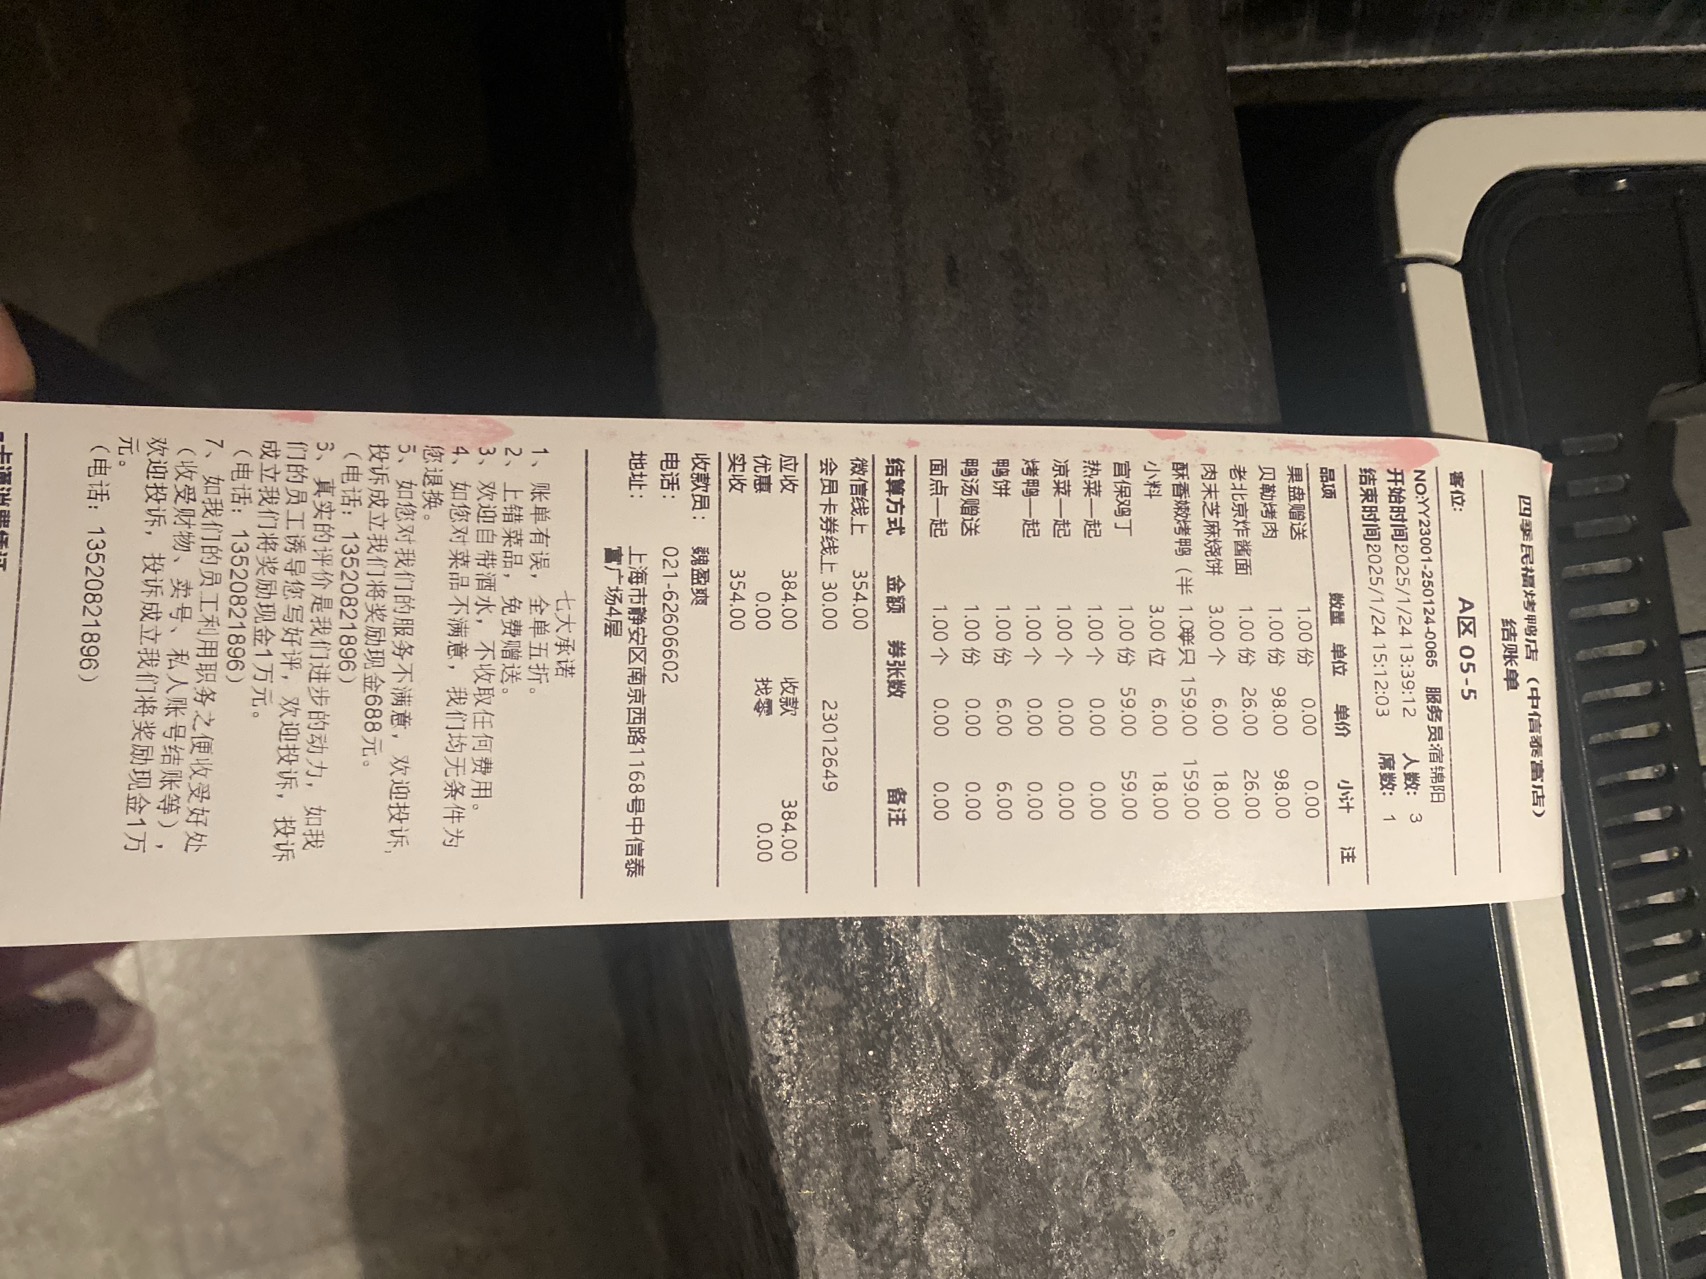 四季民福烤鸭店（中信泰富店）
结账单
客位: A区 05-5
NO:YY23001-250124-0065 服务员:宿锦阳
开始时间2025/1/24 13:39:12 人数: 3
结束时间2025/1/24 15:12:03 席数: 1
品项 数量 单位 单价 小计 注
果盘赠送 1.00 份 0.00 0.00
贝勒烤肉 1.00 份 98.00 98.00
老北京炸酱面 1.00 份 26.00 26.00
肉末芝麻烧饼 3.00 个 6.00 18.00
酥香嫩烤鸭（半 1.0 半只 159.00 159.00
小料 3.00 位 6.00 18.00
宫保鸡丁 1.00 份 59.00 59.00
热菜一起 1.00 个 0.00 0.00
凉菜一起 1.00 个 0.00 0.00
烤鸭一起 1.00 个 0.00 0.00
鸭饼 1.00 份 6.00 6.00
鸭汤赠送 1.00 份 0.00 0.00
面点一起 1.00 个 0.00 0.00
结算方式 金额 券张数 备注
微信线上 354.00
会员卡券线上 30.00 23012649
应收 384.00 收款 384.00
优惠 0.00 找零 0.00
实收 354.00
收款员: 魏盈爽
电话: 021-62606602
地址: 上海市静安区南京西路1168号中信泰
富广场4层
七大承诺
1、账单有误，全单五折。
2、上错菜品，免费赠送。
3、欢迎自带酒水，不收取任何费用。
4、如您对菜品不满意，我们均无条件为
您退换。
5、如您对我们的服务不满意，欢迎投诉，
投诉成立我们将奖励现金688元。
（电话: 13520821896）
3、真实的评价是我们进步的动力，如我
们的员工诱导您写好评，欢迎投诉，投诉
成立我们将奖励现金1万元。
（电话: 13520821896）
7、如我们的员工利用职务之便收受好处
（收受财物、卖号、私人账号结账等），
欢迎投诉，投诉成立我们将奖励现金1万
元。
（电话: 13520821896）